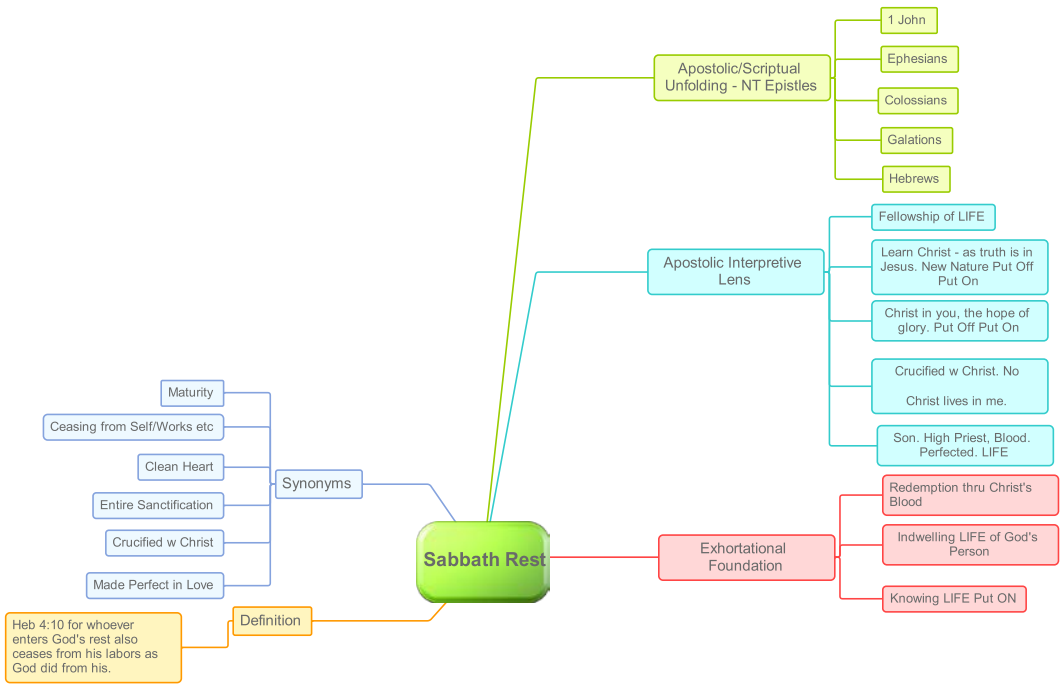 1 John
Apostolic/Scriptual
Unfolding - NT Epistles
Ephesians
Colossians
Galations
Hebrews
Fellowship of LIFE
Apostolic Interpretive
Lens
Learn Christ - as truth is in
Jesus. New Nature Put Off
Put On
Christ in you, the hope of
glory. Put Off Put On
Crucified w Christ. No
Christ lives in me.
Son. High Priest, Blood.
Perfected. LIFE
Maturity
Ceasing from Self/Works etc
Clean Heart
Synonyms
Entire Sanctification
Crucified w Christ
Made Perfect in Love
Sabbath Rest
Exhortational
Foundation
Redemption thru Christ's
Blood
Indwelling LIFE of God's
Person
Knowing LIFE Put ON
Definition
Heb 4:10 for whoever
enters God's rest also
ceases from his labors as
God did from his.